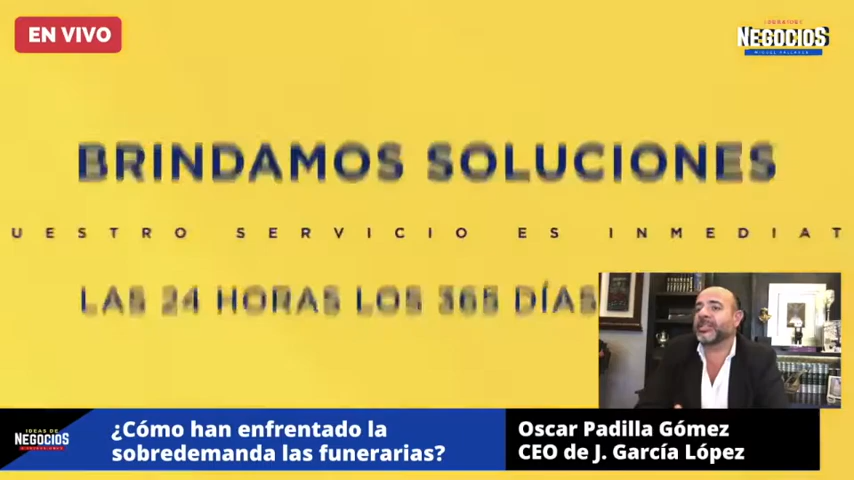 EN VIVO
NEGOCIOS
BRINDAMOS SOLUCIONES
UESTRO SERVICIO ES INMEDIAT
LAS 24 HORAS LOS 365 DÍAS
IDEAS DE
NEGOCIOS
¿Cómo han enfrentado la
sobredemanda las funerarias?
Oscar Padilla Gómez
CEO de J. García López